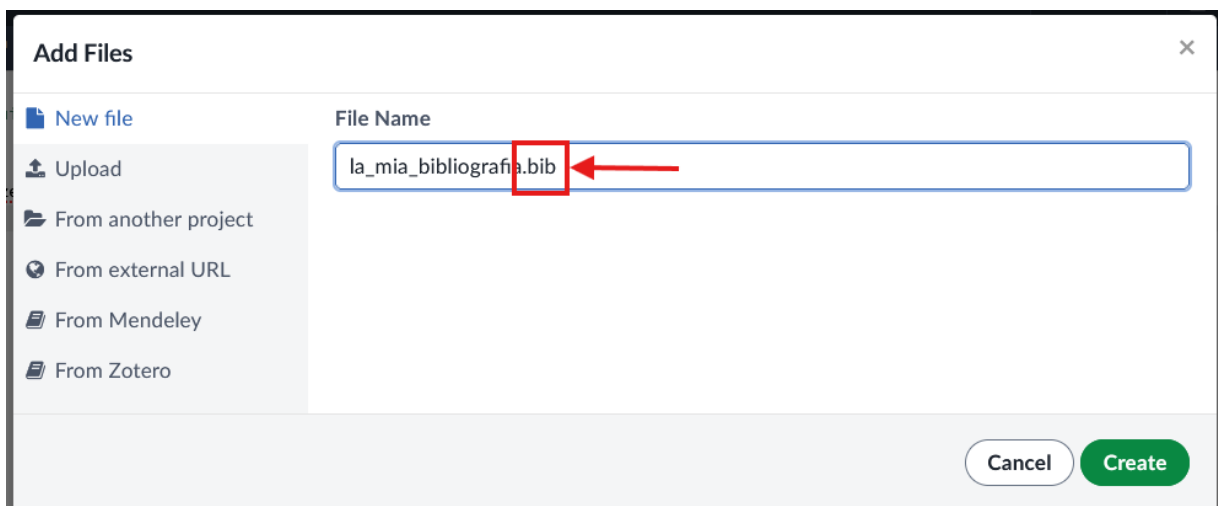 Add Files
×
New file
Upload
From another project
From external URL
From Mendeley
From Zotero
File Name
la_mia_bibliografia.bib
Cancel
Create